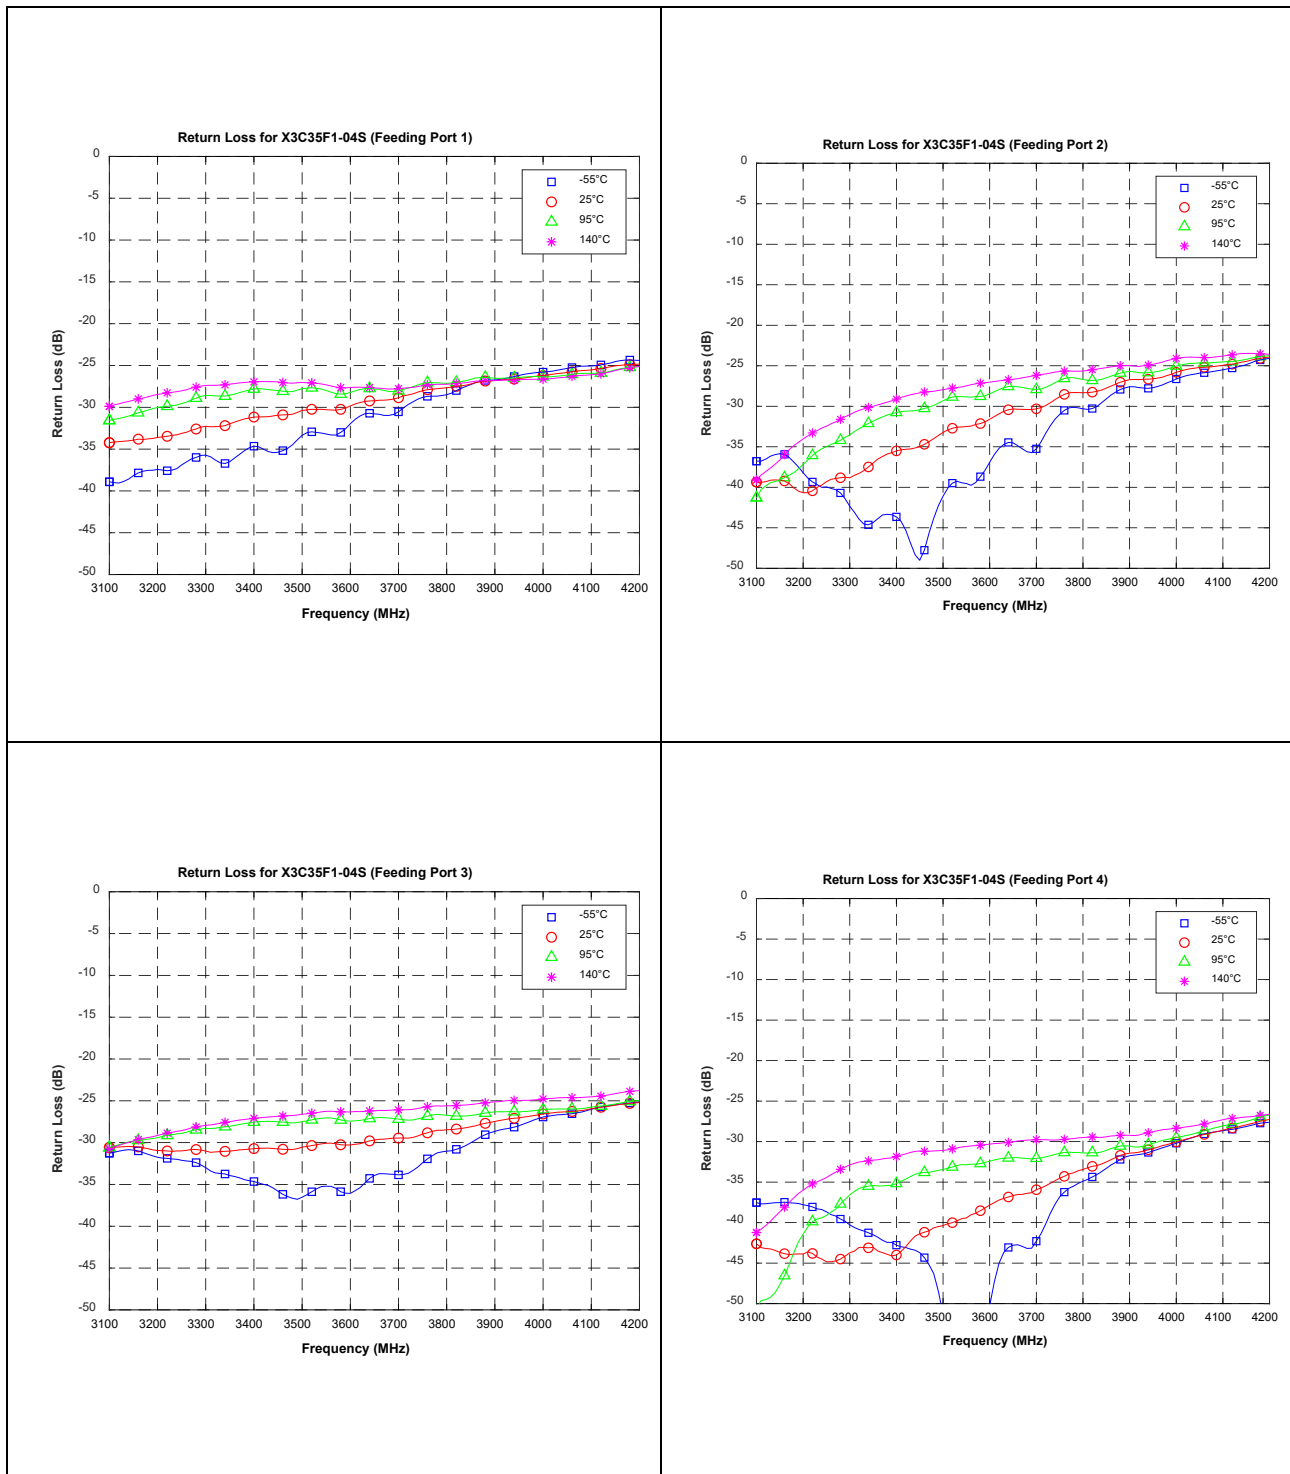 Return Loss for X3C35F1-04S (Feeding Port 1)
0
-5
-10
-15
-20
-25
-30
-35
-40
-45
-50
Return Loss (dB)
-55°C
25°C
95°C
140°C
3100 3200 3300 3400 3500 3600 3700 3800 3900 4000 4100 4200
Frequency (MHz)
Return Loss for X3C35F1-04S (Feeding Port 2)
0
-5
-10
-15
-20
-25
-30
-35
-40
-45
-50
Return Loss (dB)
-55°C
25°C
95°C
140°C
3100 3200 3300 3400 3500 3600 3700 3800 3900 4000 4100 4200
Frequency (MHz)
Return Loss for X3C35F1-04S (Feeding Port 3)
0
-5
-10
-15
-20
-25
-30
-35
-40
-45
-50
Return Loss (dB)
-55°C
25°C
95°C
140°C
3100 3200 3300 3400 3500 3600 3700 3800 3900 4000 4100 4200
Frequency (MHz)
Return Loss for X3C35F1-04S (Feeding Port 4)
0
-5
-10
-15
-20
-25
-30
-35
-40
-45
-50
Return Loss (dB)
-55°C
25°C
95°C
140°C
3100 3200 3300 3400 3500 3600 3700 3800 3900 4000 4100 4200
Frequency (MHz)